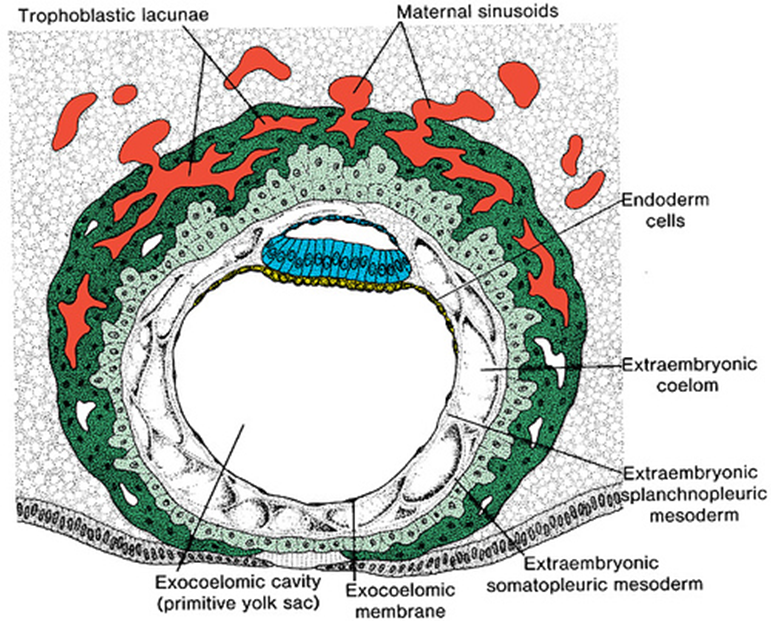 Trophoblastic lacunae
Maternal sinusoids
Endoderm
cells
Extraembryonic
coelom
Extraembryonic
splanchnopleuric
mesoderm
Extraembryonic
somatopleuric mesoderm
Exocoelomic cavity
(primitive yolk sac)
Exocoelomic
membrane